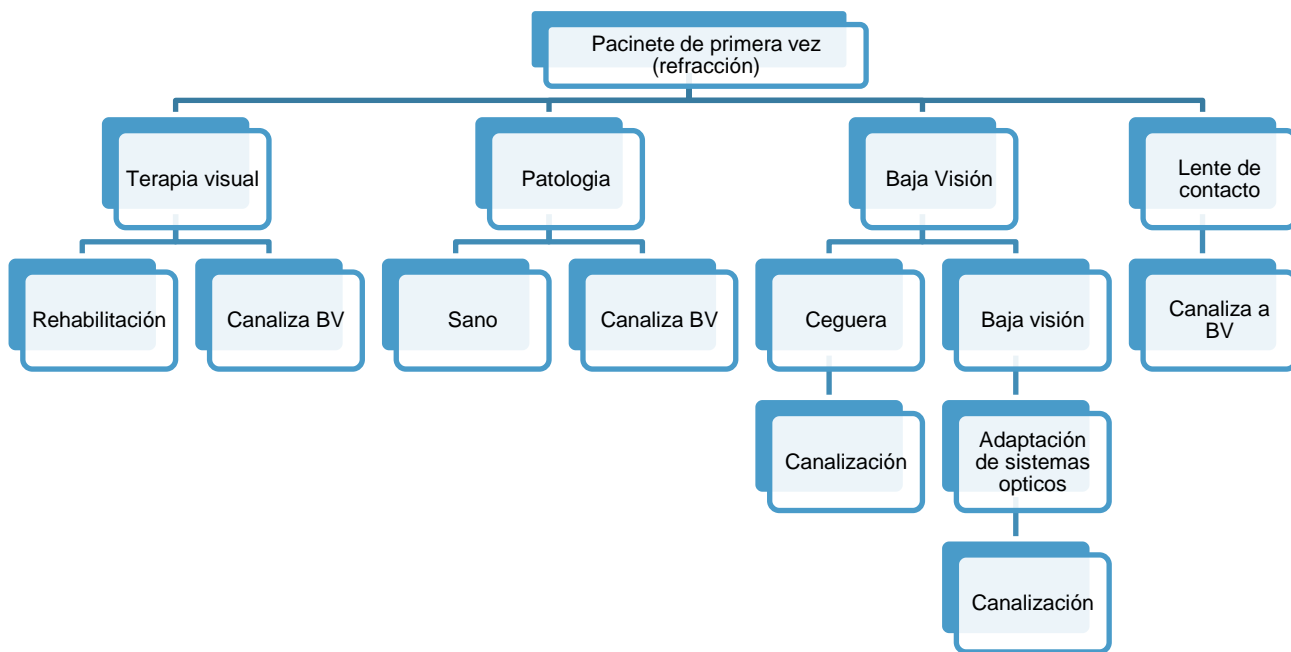 Pacinete de primera vez
(refracción)
Terapia visual
Patologia
Baja Visión
Lente de
contacto
Rehabilitación
Canaliza BV
Sano
Canaliza BV
Ceguera
Baja visión
Canaliza a
BV
Canalización
Adaptación
de sistemas
opticos
Canalización